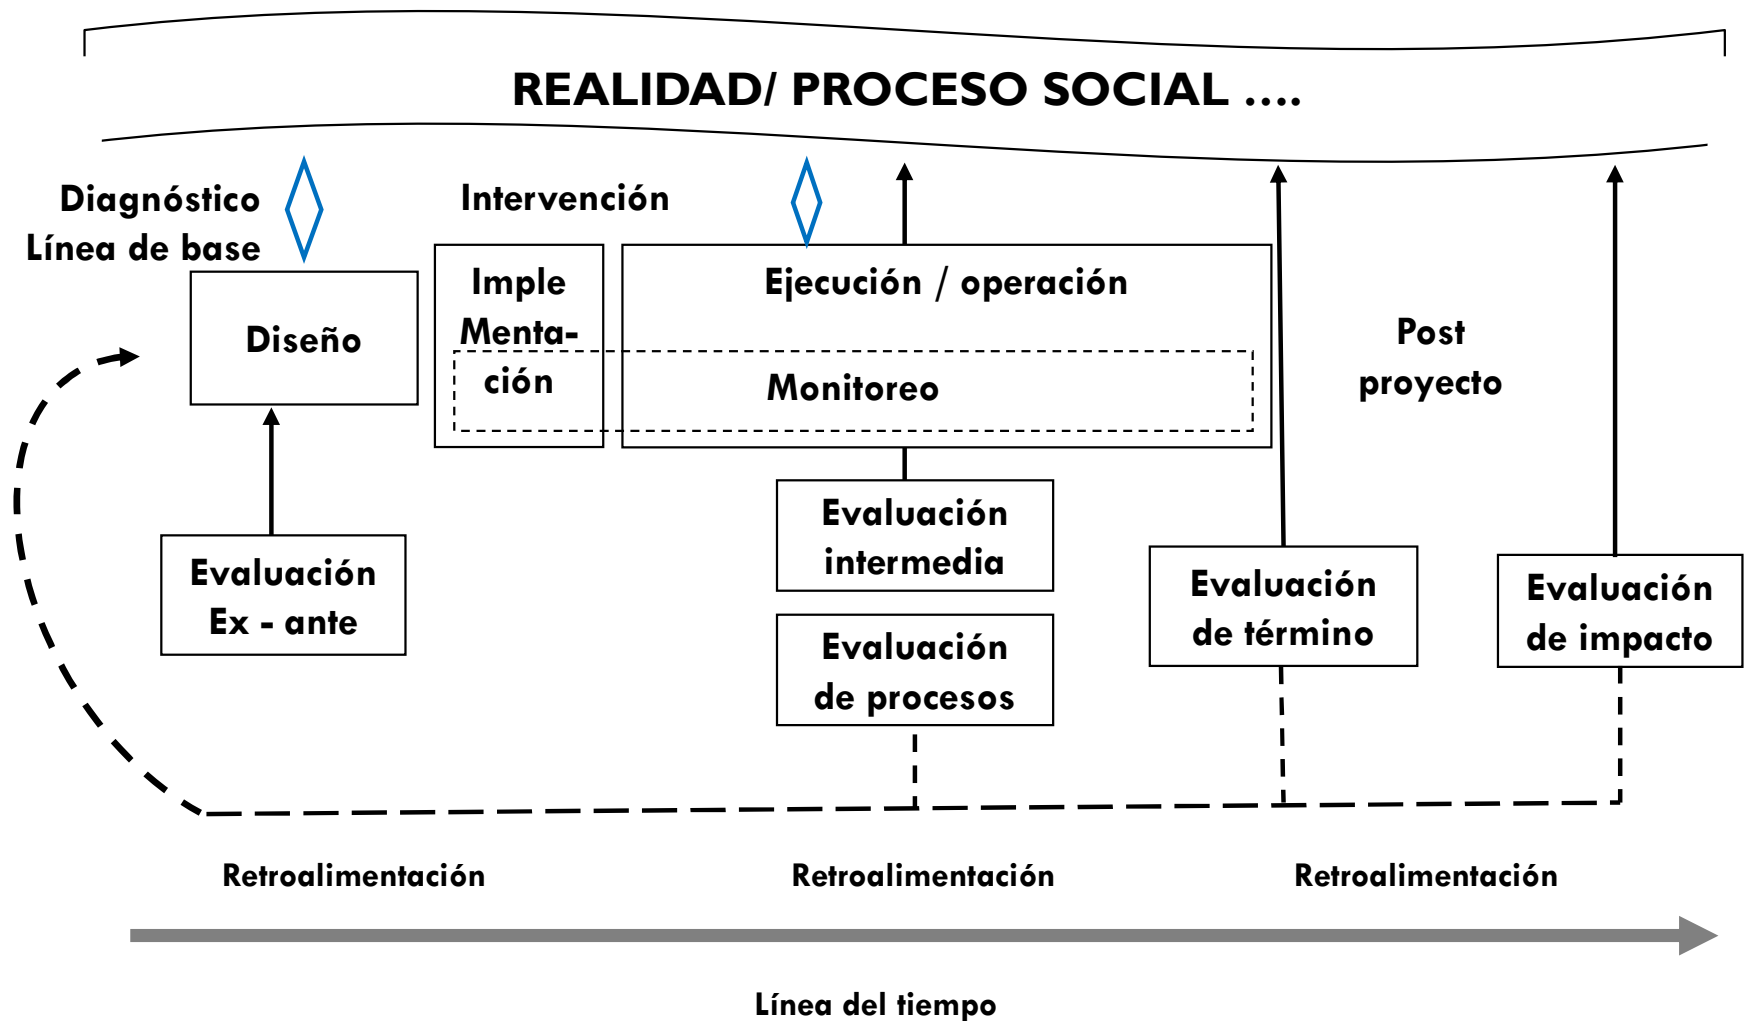 REALIDAD/ PROCESO SOCIAL ....
Diagnóstico
Línea de base
Intervención
Diseño
Imple
Menta-
ción
Ejecución / operación
Monitoreo
Post
proyecto
Evaluación
Ex - ante
Evaluación
intermedia
Evaluación
de procesos
Evaluación
de término
Evaluación
de impacto
Retroalimentación
Retroalimentación
Retroalimentación
Línea del tiempo